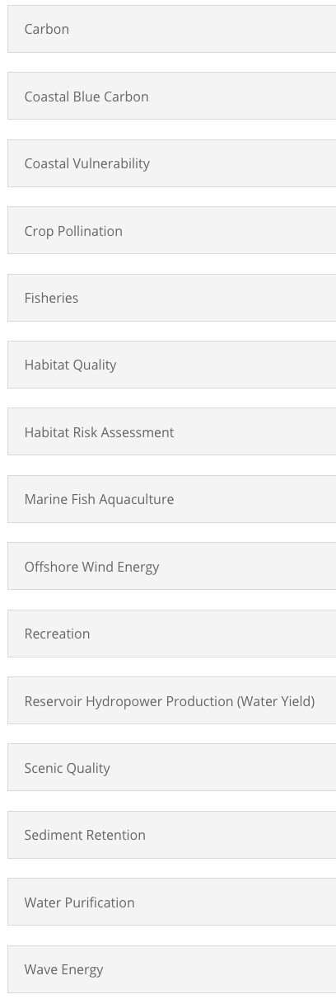 Carbon
Coastal Blue Carbon
Coastal Vulnerability
Crop Pollination
Fisheries
Habitat Quality
Habitat Risk Assessment
Marine Fish Aquaculture
Offshore Wind Energy
Recreation
Reservoir Hydropower Production (Water Yield)
Scenic Quality
Sediment Retention
Water Purification
Wave Energy